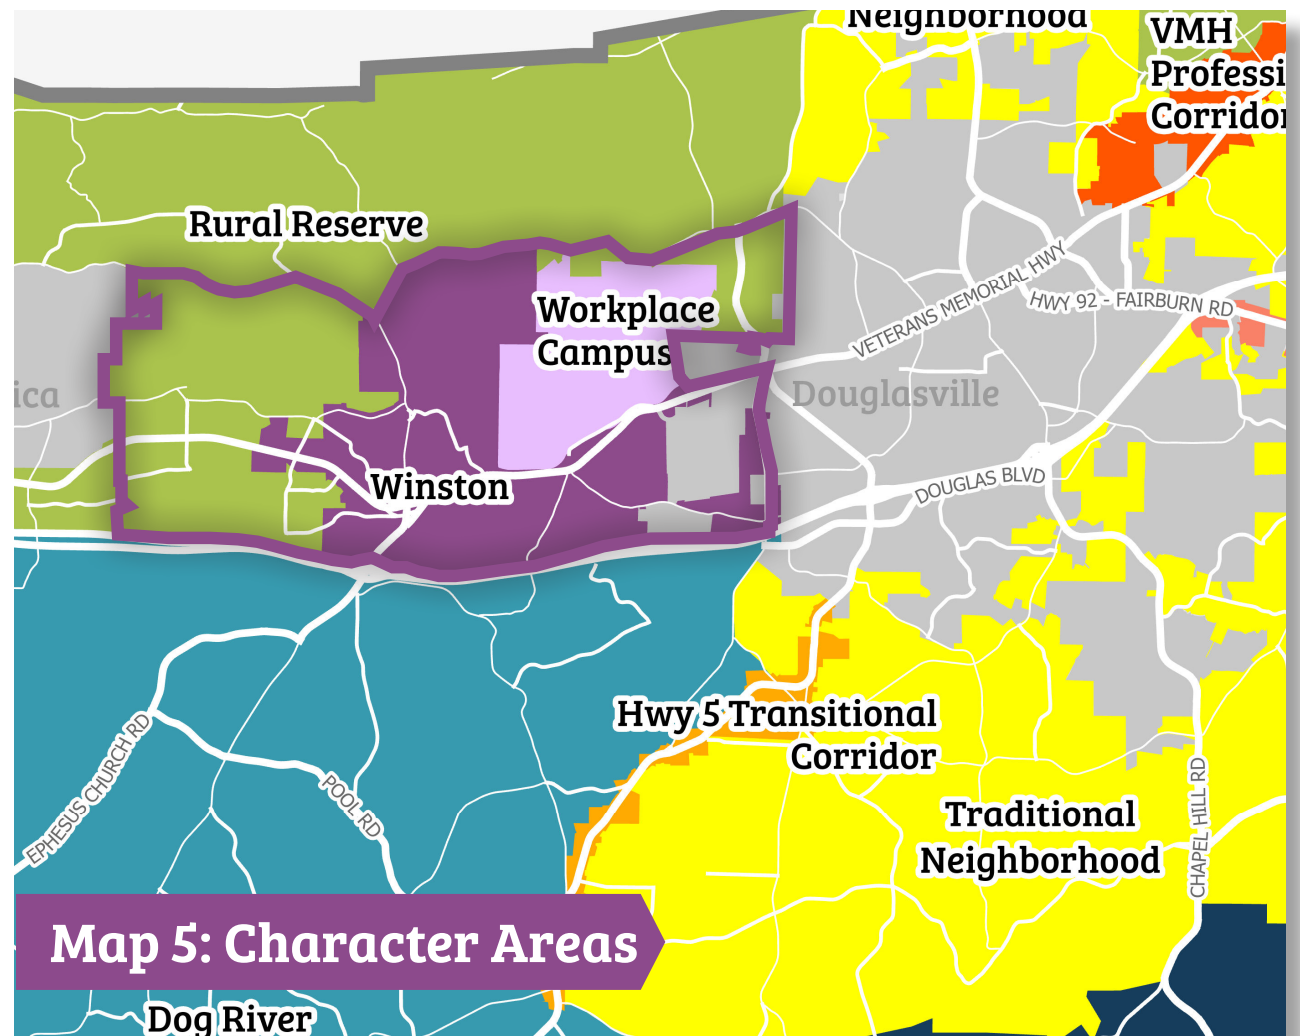 Neighborhood
VMH
Professi
Corridor
Rural Reserve
VETERANS MEMORIAL HWY
HWY 92 - FAIRBURN RD
Workplace
Campus
ica
Douglasville
Winston
DOUGLAS BLVD
Hwy 5 Transitional
Corridor
EPHESUS CHURCH RD
POOL RD
CHAPEL HILL RD
Traditional
Neighborhood
Map 5: Character Areas
Dog River